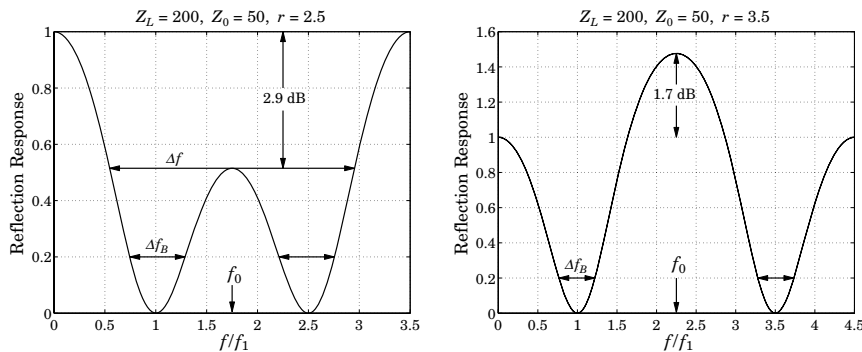 Z_L = 200, Z_0 = 50, r = 2.5
Reflection Response
1
0.8
0.6
0.4
0.2
0
2.9 dB
Δf
Δf_B
f_0
0 0.5 1 1.5 2 2.5 3 3.5
f/f_1
Z_L = 200, Z_0 = 50, r = 3.5
Reflection Response
1.6
1.4
1.2
1
0.8
0.6
0.4
0.2
0
1.7 dB
Δf_B
f_0
0 0.5 1 1.5 2 2.5 3 3.5 4 4.5
f/f_1